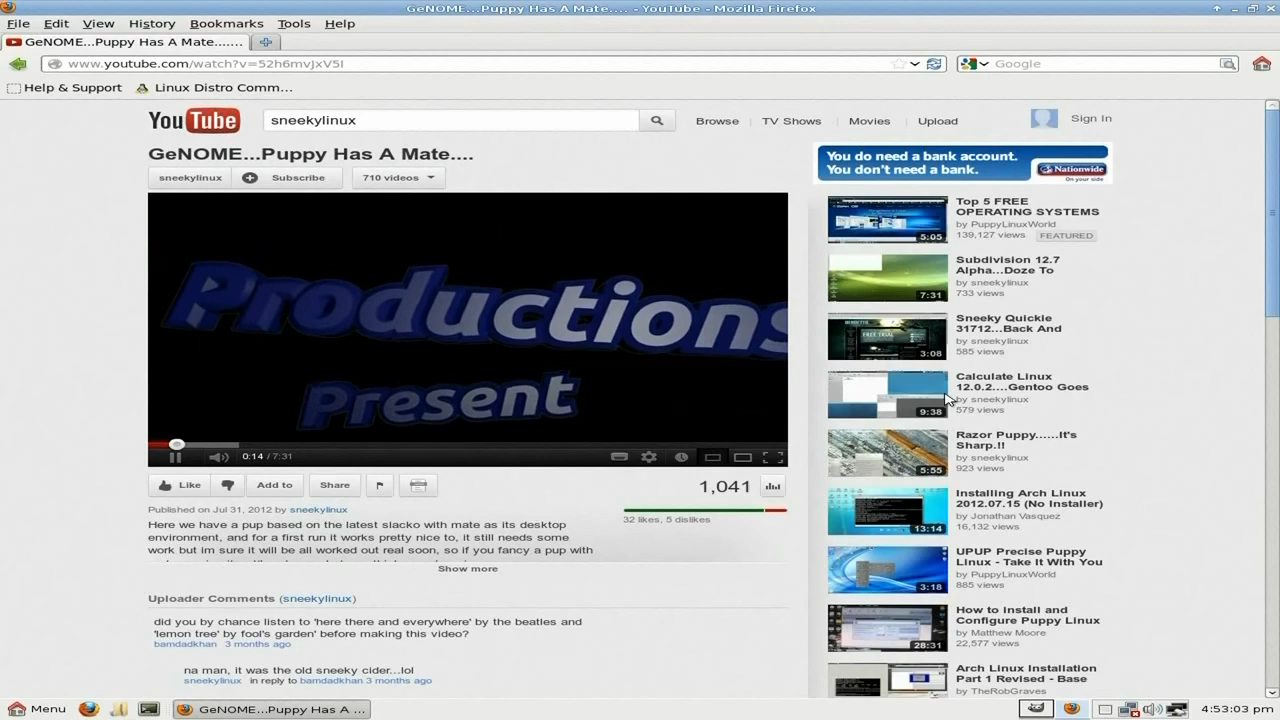 GeNOME...Puppy Has A Mate.... - YouTube - Mozilla Firefox
File Edit View History Bookmarks Tools Help
GeNOME...Puppy Has A Mate.......
www.youtube.com/watch?v=52h6mvJxV5I
Google
Help & Support Linux Distro Comm...
YouTube
sneekylinux
Browse TV Shows Movies Upload Sign In
GeNOME...Puppy Has A Mate....
sneekylinux Subscribe 710 videos
Productions
Present
0:14 / 7:31
Like Add to Share
1,041
Published on Jul 31, 2012 by sneekylinux
32 likes, 5 dislikes
Here we have a pup based on the latest slacko with mate as its desktop
environment, and for a first run it works pretty nice to, it still needs some
work but im sure it will be all worked out real soon, so if you fancy a pup with
Show more
Uploader Comments (sneekylinux)
did you by chance listen to 'here there and everywhere' by the beatles and
'lemon tree' by fool's garden' before making this video?
bamdadkhan 3 months ago
na man, it was the old sneeky cider...lol
sneekylinux in reply to bamdadkhan 3 months ago
You do need a bank account.
You don't need a bank.
Nationwide
On your side
Top 5 FREE
OPERATING SYSTEMS
by PuppyLinuxWorld
139,127 views FEATURED
5:05
Subdivision 12.7
Alpha...Doze To
by sneekylinux
733 views
7:31
Sneeky Quickie
31712...Back And
by sneekylinux
585 views
3:08
Calculate Linux
12.0.2....Gentoo Goes
by sneekylinux
579 views
9:38
Razor Puppy......It's
Sharp.!!
by sneekylinux
923 views
5:55
Installing Arch Linux
2012.07.15 (No Installer)
by Jonathan Vasquez
16,132 views
13:14
UPUP Precise Puppy
Linux - Take It With You
by PuppyLinuxWorld
885 views
3:18
How to install and
Configure Puppy Linux
by Matthew Moore
22,577 views
28:31
Arch Linux Installation
Part 1 Revised - Base
by TheRobGraves
Menu GeNOME...Puppy Has A ... 4:53:03 pm